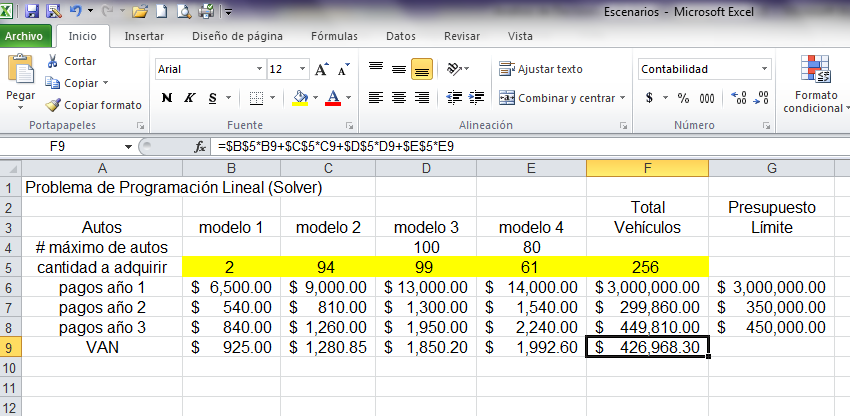 Escenarios - Microsoft Excel
Archivo Inicio Insertar Diseño de página Fórmulas Datos Revisar Vista
Pegar Cortar Copiar Copiar formato Portapapeles
Arial 12 A A N K S A Fuente
Ajustar texto Combinar y centrar Alineación
Contabilidad $ % 000 ,00 ,0 Número
Formato condicional
F9 fx =$B$5*B9+$C$5*C9+$D$5*D9+$E$5*E9
A B C D E F G
1 Problema de Programación Lineal (Solver)
2 Total Presupuesto
3 Autos modelo 1 modelo 2 modelo 3 modelo 4 Vehículos Límite
4 # máximo de autos 100 80
5 cantidad a adquirir 2 94 99 61 256
6 pagos año 1 $ 6,500.00 $ 9,000.00 $ 13,000.00 $ 14,000.00 $ 3,000,000.00 $ 3,000,000.00
7 pagos año 2 $ 540.00 $ 810.00 $ 1,300.00 $ 1,540.00 $ 299,860.00 $ 350,000.00
8 pagos año 3 $ 840.00 $ 1,260.00 $ 1,950.00 $ 2,240.00 $ 449,810.00 $ 450,000.00
9 VAN $ 925.00 $ 1,280.85 $ 1,850.20 $ 1,992.60 $ 426,968.30
10
11
12